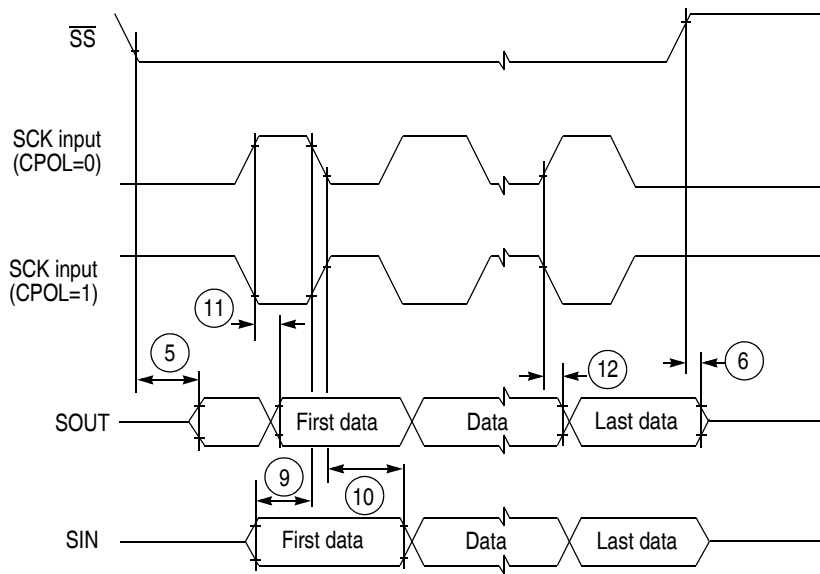 SS
SCK input
(CPOL=0)
SCK input
(CPOL=1)
11
5
12
6
SOUT
First data
Data
Last data
9
10
SIN
First data
Data
Last data